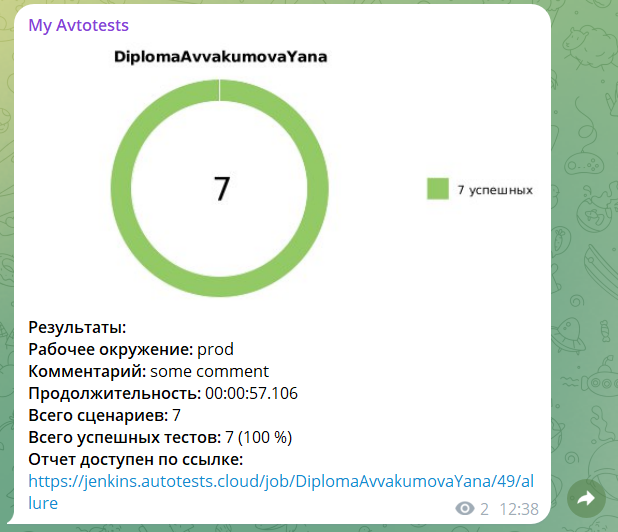 My Avtotests
DiplomaAvvakumovaYana
7
7 успешных
Результаты:
Рабочее окружение: prod
Комментарий: some comment
Продолжительность: 00:00:57.106
Всего сценариев: 7
Всего успешных тестов: 7 (100 %)
Отчет доступен по ссылке:
https://jenkins.autotests.cloud/job/DiplomaAvvakumovaYana/49/al
lure
2 12:38